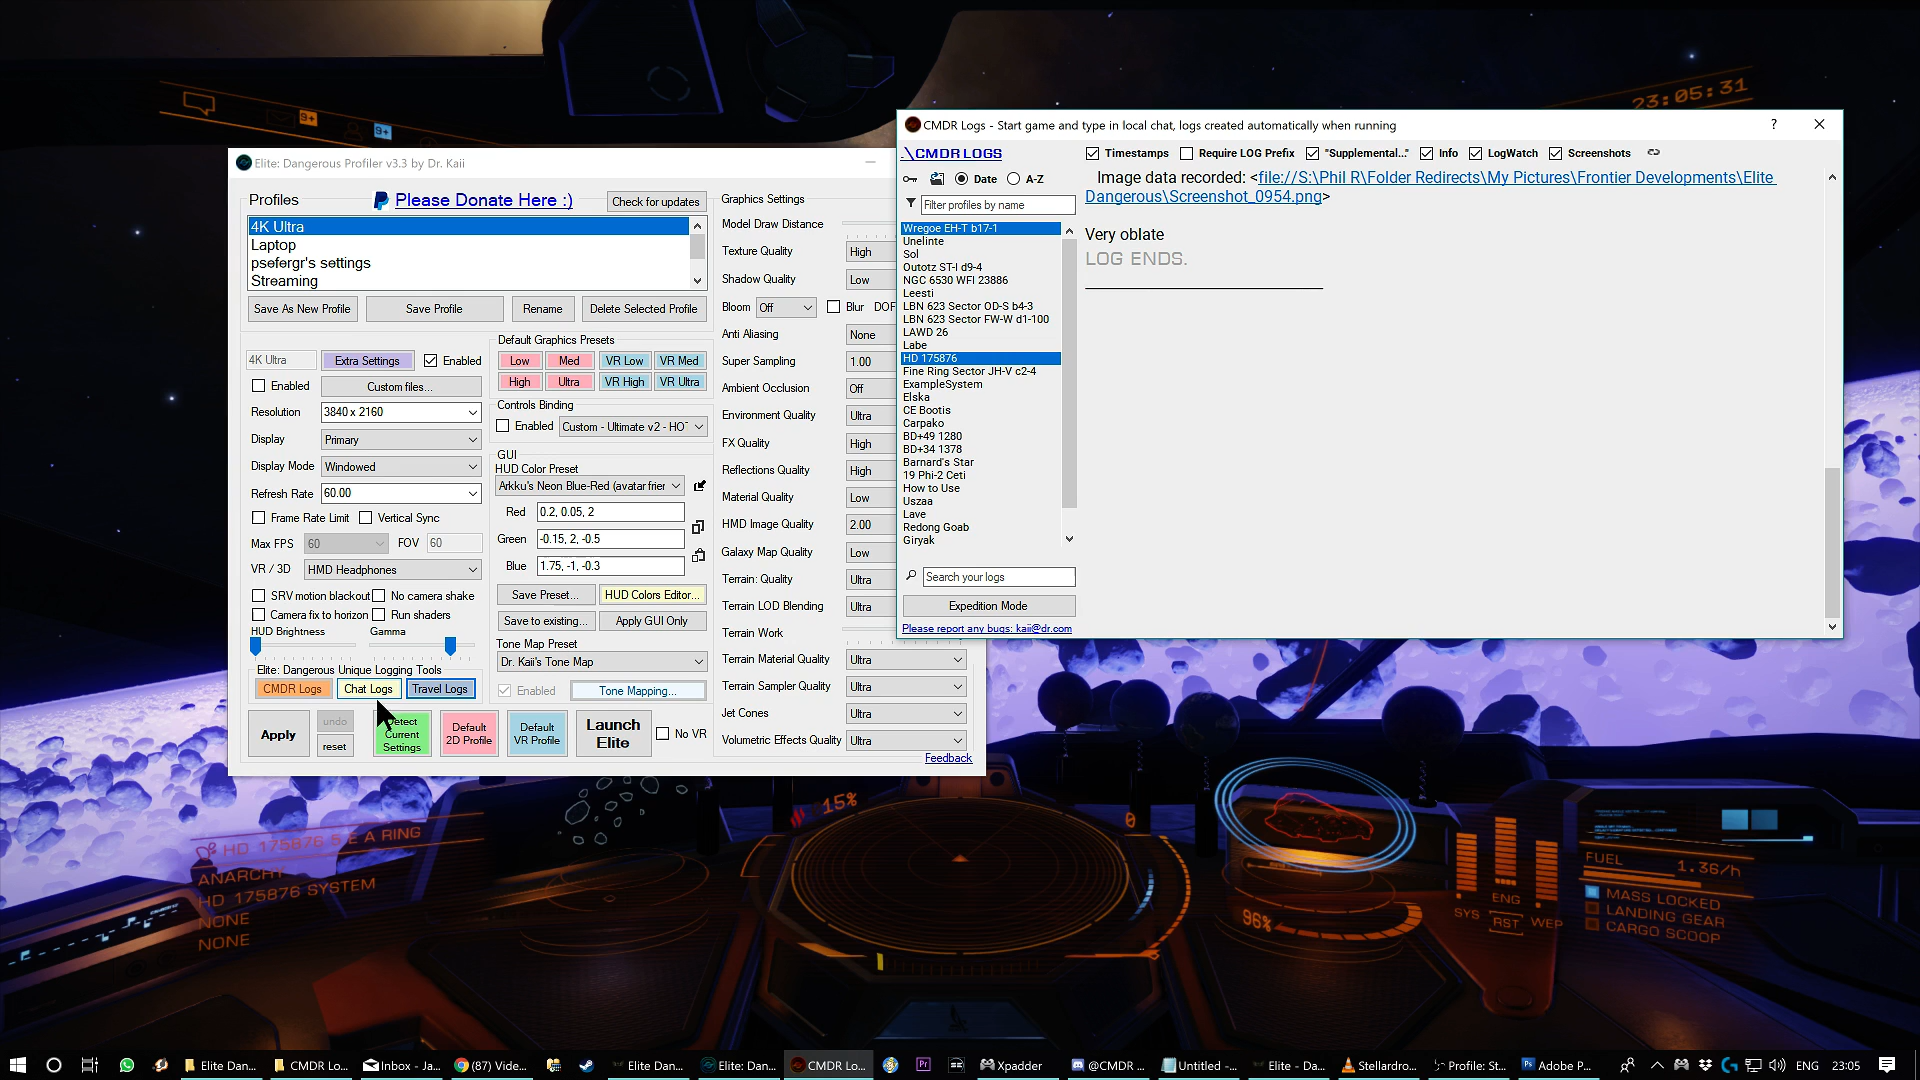 9+
9+
23:05:31
Elite: Dangerous Profiler v3.3 by Dr. Kaii
Profiles
Please Donate Here :)
Check for updates
4K Ultra
Laptop
psefergr's settings
Streaming
Save As New Profile
Save Profile
Rename
Delete Selected Profile
4K Ultra
Extra Settings
Enabled
Enabled
Custom files...
Resolution
3840 x 2160
Display
Primary
Display Mode
Windowed
Refresh Rate
60.00
Frame Rate Limit
Vertical Sync
Max FPS
60
FOV
60
VR / 3D
HMD Headphones
SRV motion blackout
No camera shake
Camera fix to horizon
Run shaders
HUD Brightness
Gamma
Elite: Dangerous Unique Logging Tools
CMDR Logs
Chat Logs
Travel Logs
Apply
undo
reset
Detect
Current
Settings
Default
2D Profile
Default
VR Profile
Launch
Elite
No VR
Default Graphics Presets
Low
Med
VR Low
VR Med
High
Ultra
VR High
VR Ultra
Controls Binding
Enabled
Custom - Ultimate v2 - HOT
GUI
HUD Color Preset
Arkku's Neon Blue-Red (avatar frier
Red
0.2, 0.05, 2
Green
-0.15, 2, -0.5
Blue
1.75, -1, -0.3
Save Preset...
HUD Colors Editor...
Save to existing...
Apply GUI Only
Tone Map Preset
Dr. Kaii's Tone Map
Enabled
Tone Mapping...
Graphics Settings
Model Draw Distance
Texture Quality
High
Shadow Quality
Low
Bloom
Off
Blur
DOF
Anti Aliasing
None
Super Sampling
1.00
Ambient Occlusion
Off
Environment Quality
Ultra
FX Quality
High
Reflections Quality
High
Material Quality
Low
HMD Image Quality
2.00
Galaxy Map Quality
Low
Terrain: Quality
Ultra
Terrain LOD Blending
Ultra
Terrain Work
Terrain Material Quality
Ultra
Terrain Sampler Quality
Ultra
Jet Cones
Ultra
Volumetric Effects Quality
Ultra
Feedback
CMDR Logs - Start game and type in local chat, logs created automatically when running
?
.\CMDR LOGS
Timestamps
Require LOG Prefix
"Supplemental..."
Info
LogWatch
Screenshots
Date
A-Z
Filter profiles by name
Wregoe EH-T b17-1
Unelinte
Sol
Outotz ST-I d9-4
NGC 6530 WFI 23886
Leesti
LBN 623 Sector OD-S b4-3
LBN 623 Sector FW-W d1-100
LAWD 26
Labe
HD 175876
Fine Ring Sector JH-V c2-4
ExampleSystem
Elska
CE Bootis
Carpako
BD+49 1280
BD+34 1378
Barnard's Star
19 Phi-2 Ceti
How to Use
Uszaa
Lave
Redong Goab
Giryak
Search your logs
Expedition Mode
Please report any bugs: kaii@dr.com
Image data recorded: <file://S:\Phil R\Folder Redirects\My Pictures\Frontier Developments\Elite
Dangerous\Screenshot_0954.png>
Very oblate
LOG ENDS.
HD 175876 5 E A RING
ANARCHY
HD 175876 SYSTEM
NONE
NONE
15%
0
96%
SYS
ENG
RST
WEP
FUEL
1.36/h
MASS LOCKED
LANDING GEAR
CARGO SCOOP
Elite Dan...
CMDR Lo...
Inbox - Ja...
(87) Vide...
Elite Dan...
Elite: Dan...
CMDR Lo...
Pr
Xpadder
@CMDR ...
Untitled -...
Elite - Da...
Stellardro...
Profile: St...
Ps
Adobe P...
ENG
23:05